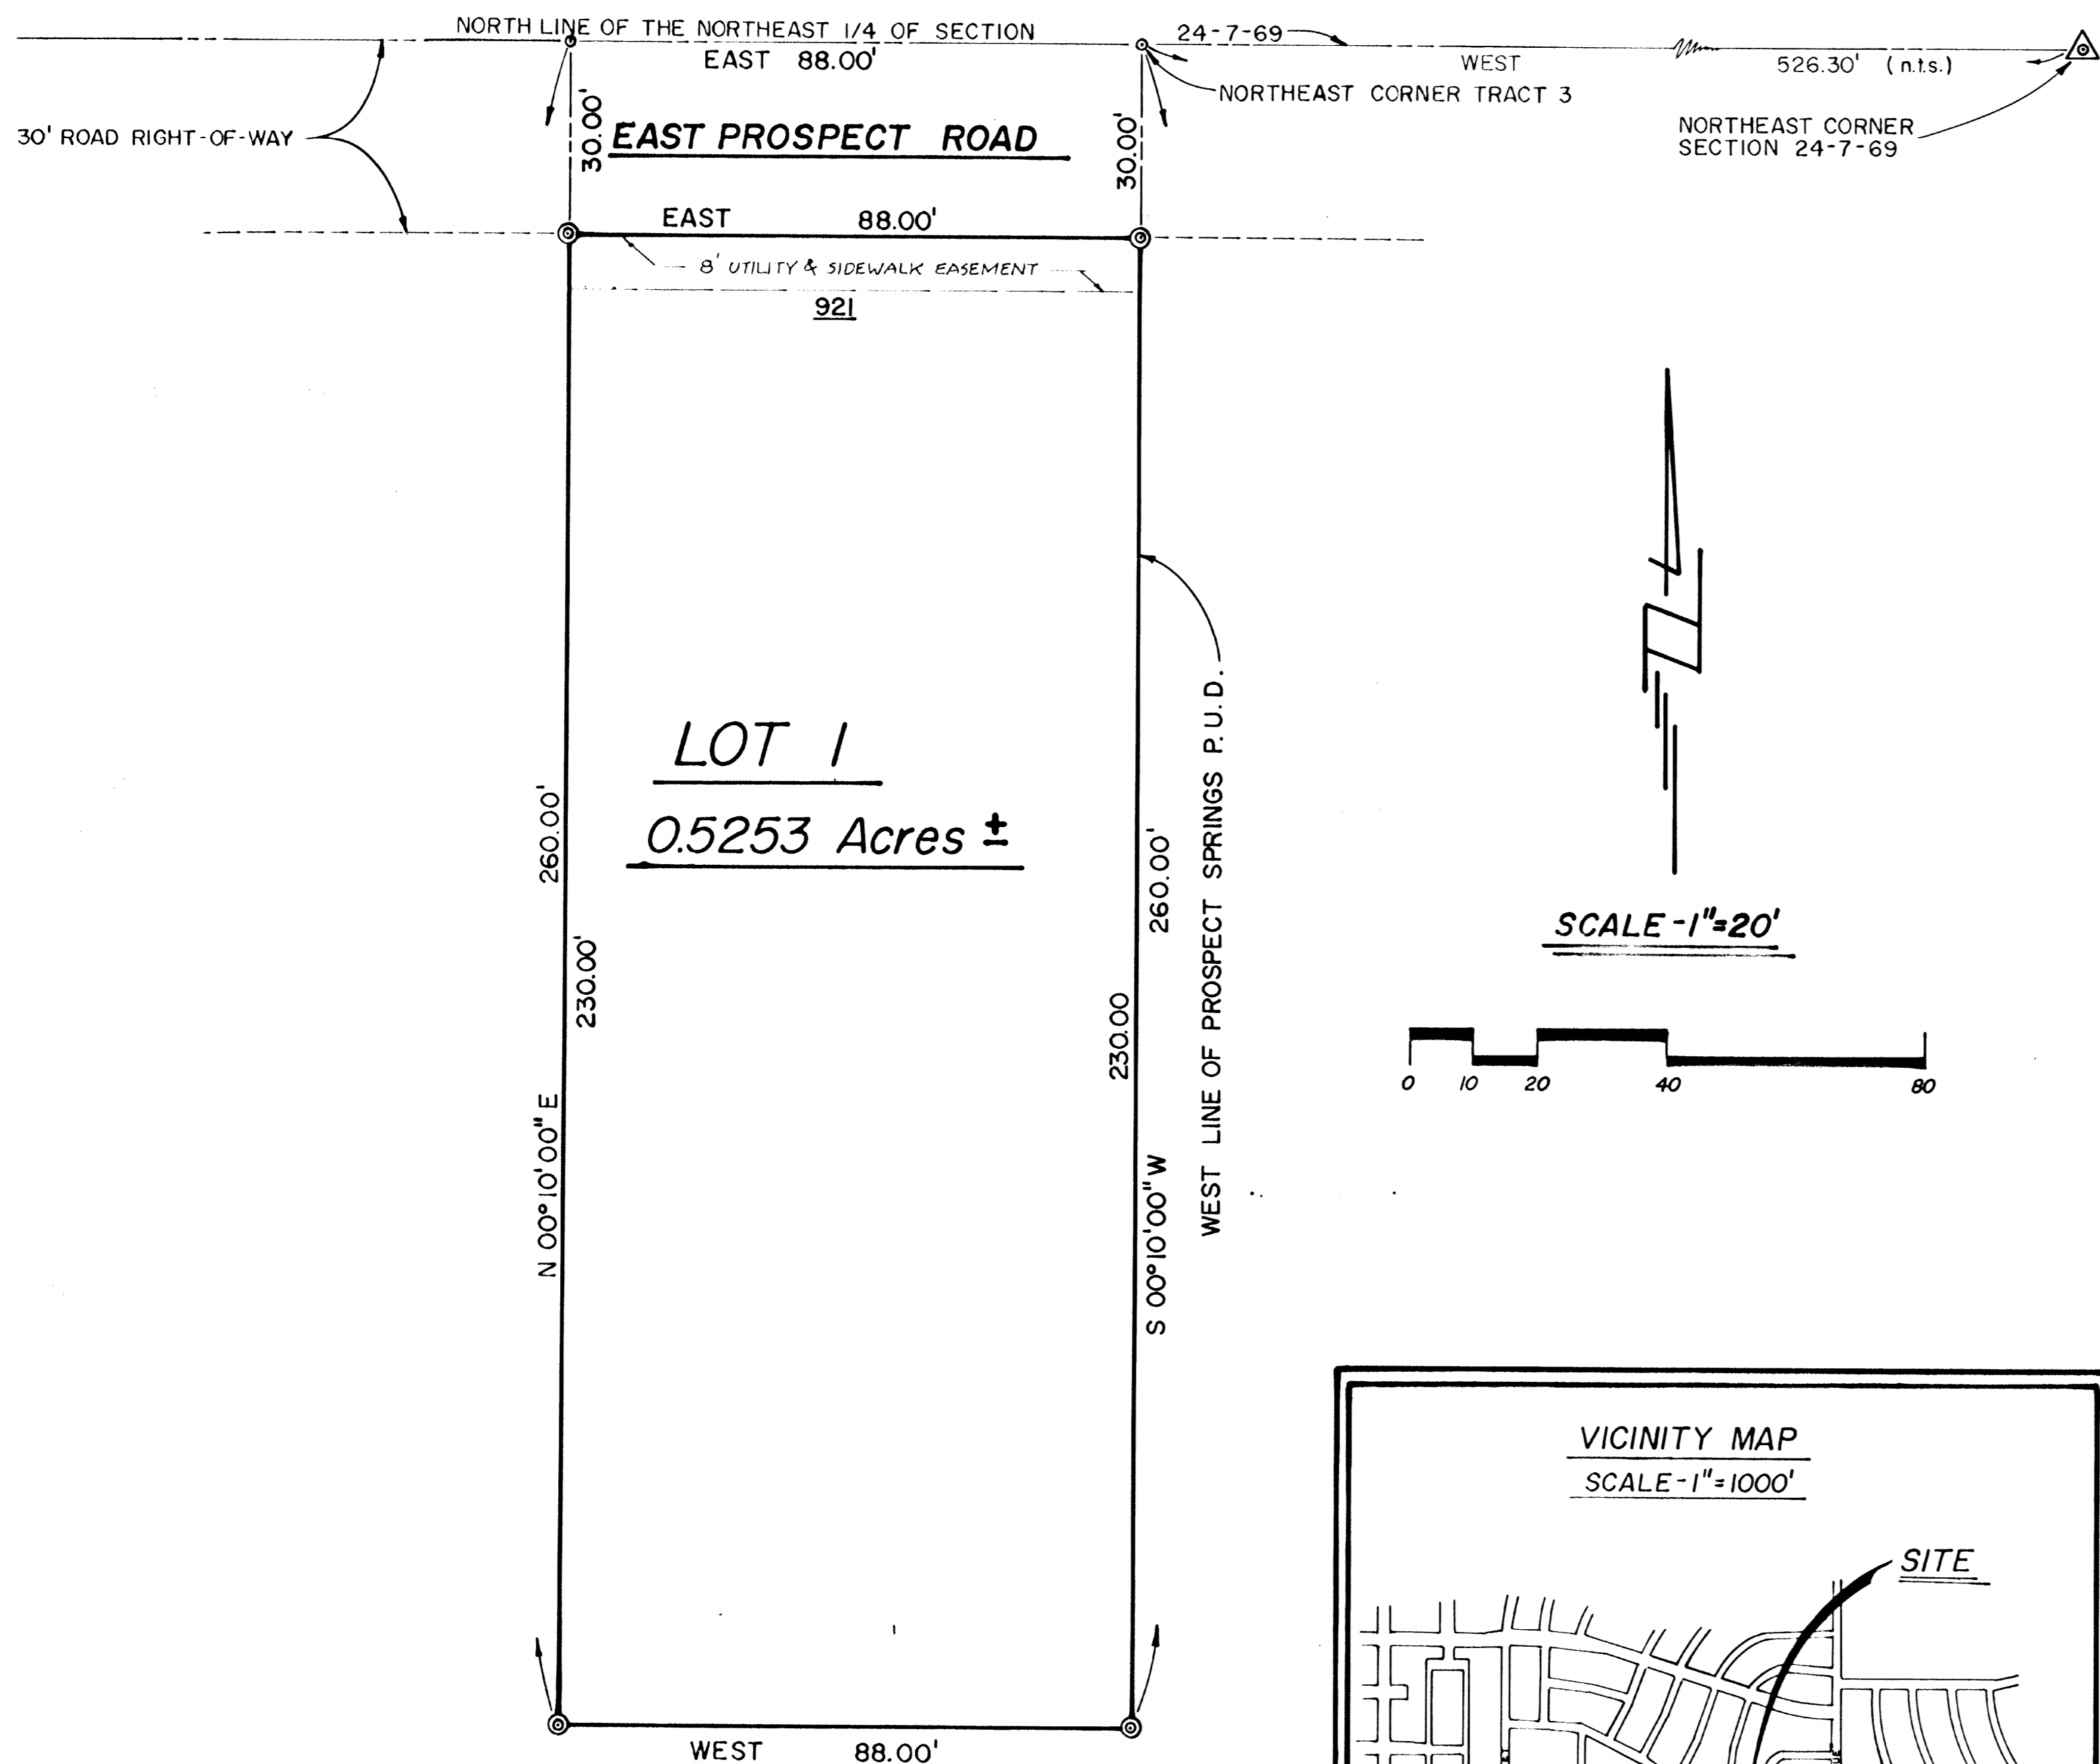 NORTH LINE OF THE NORTHEAST 1/4 OF SECTION
24-7-69
EAST 88.00'
WEST
526.30' (n.t.s.)
NORTHEAST CORNER TRACT 3
NORTHEAST CORNER
SECTION 24-7-69
30' ROAD RIGHT-OF-WAY
30.00'
EAST PROSPECT ROAD
30.00'
EAST 88.00'
8' UTILITY & SIDEWALK EASEMENT
921
LOT 1
0.5253 Acres ±
260.00'
230.00'
N 00°10'00" E
260.00'
230.00
S 00°10'00" W
WEST LINE OF PROSPECT SPRINGS P.U.D.
SCALE-1"=20'
0 10 20 40 80
WEST 88.00'
VICINITY MAP
SCALE-1"=1000'
SITE